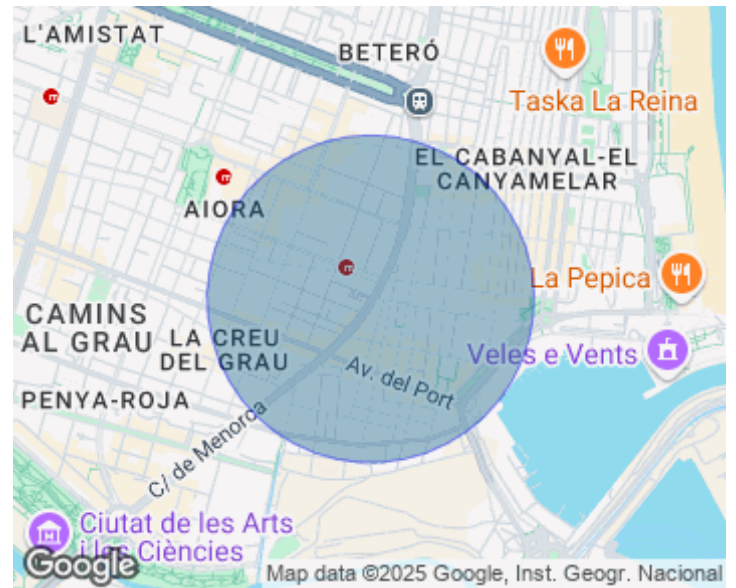 L'AMISTAT
BETERÓ
Taska La Reina
EL CABANYAL-EL
CANYAMELAR
AIORA
La Pepica
CAMINS
AL GRAU
LA CREU
DEL GRAU
Veles e Vents
Av. del Port
PENYA-ROJA
C/ de Menorca
Ciutat de les Arts
i les Ciències
Google
Map data ©2025 Google, Inst. Geogr. Nacional